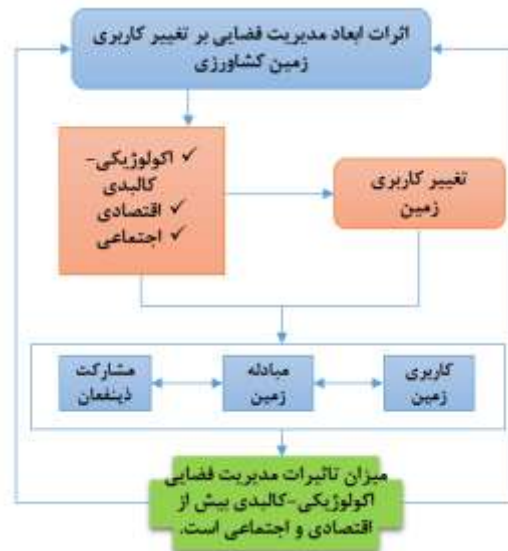 اثرات ابعاد مدیریت فضایی بر تغییر کاربری
زمین کشاورزی
✓ اکولوژیکی-
کالبدی
✓ اقتصادی
✓ اجتماعی
تغییر کاربری
زمین
کاربری
زمین
مبادله
زمین
مشارکت
ذینفعان
میزان تاثیرات مدیریت فضایی
اکولوژیکی-کالبدی بیش از
اقتصادی و اجتماعی است.